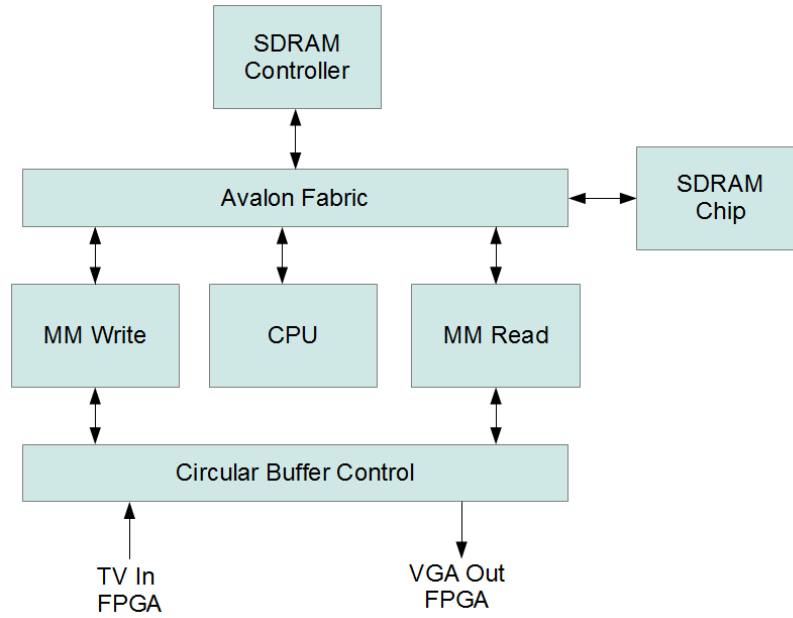 SDRAM
Controller
Avalon Fabric
SDRAM
Chip
MM Write
CPU
MM Read
Circular Buffer Control
TV In
FPGA
VGA Out
FPGA